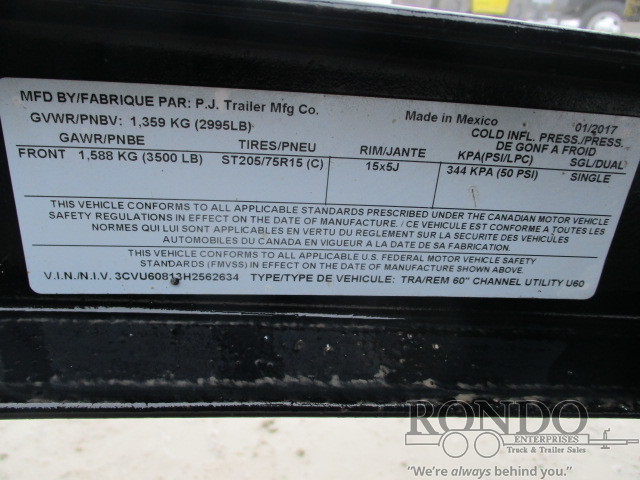 MFD BY/FABRIQUE PAR: P.J. Trailer Mfg Co. Made in Mexico 01/2017
GVWR/PNBV: 1,359 KG (2995LB) COLD INFL. PRESS./PRESS.
DE GONF A FROID
GAWR/PNBE TIRES/PNEU RIM/JANTE KPA(PSI/LPC) SGL/DUAL
FRONT 1,588 KG (3500 LB) ST205/75R15 (C) 15x5J 344 KPA (50 PSI) SINGLE
THIS VEHICLE CONFORMS TO ALL APPLICABLE STANDARDS PRESCRIBED UNDER THE CANADIAN MOTOR VEHICLE
SAFETY REGULATIONS IN EFFECT ON THE DATE OF MANUFACTURE. / CE VEHICULE EST CONFORME A TOUTES LES
NORMES QUI LUI SONT APPLICABLES EN VERTU DU REGLEMENT SUR LA SECURITE DES VEHICULES
AUTOMOBILES DU CANADA EN VIGUEUR A LA DATE DE SA FABRICATION.
THIS VEHICLE CONFORMS TO ALL APPLICABLE U.S. FEDERAL MOTOR VEHICLE SAFETY
STANDARDS (FMVSS) IN EFFECT ON THE DATE OF MANUFACTURE SHOWN ABOVE
V.I.N./N.I.V. 3CVU60813H2562634 TYPE/TYPE DE VEHICULE: TRA/REM 60" CHANNEL UTILITY U60
RONDO
ENTERPRISES
Truck & Trailer Sales
"We're always behind you."